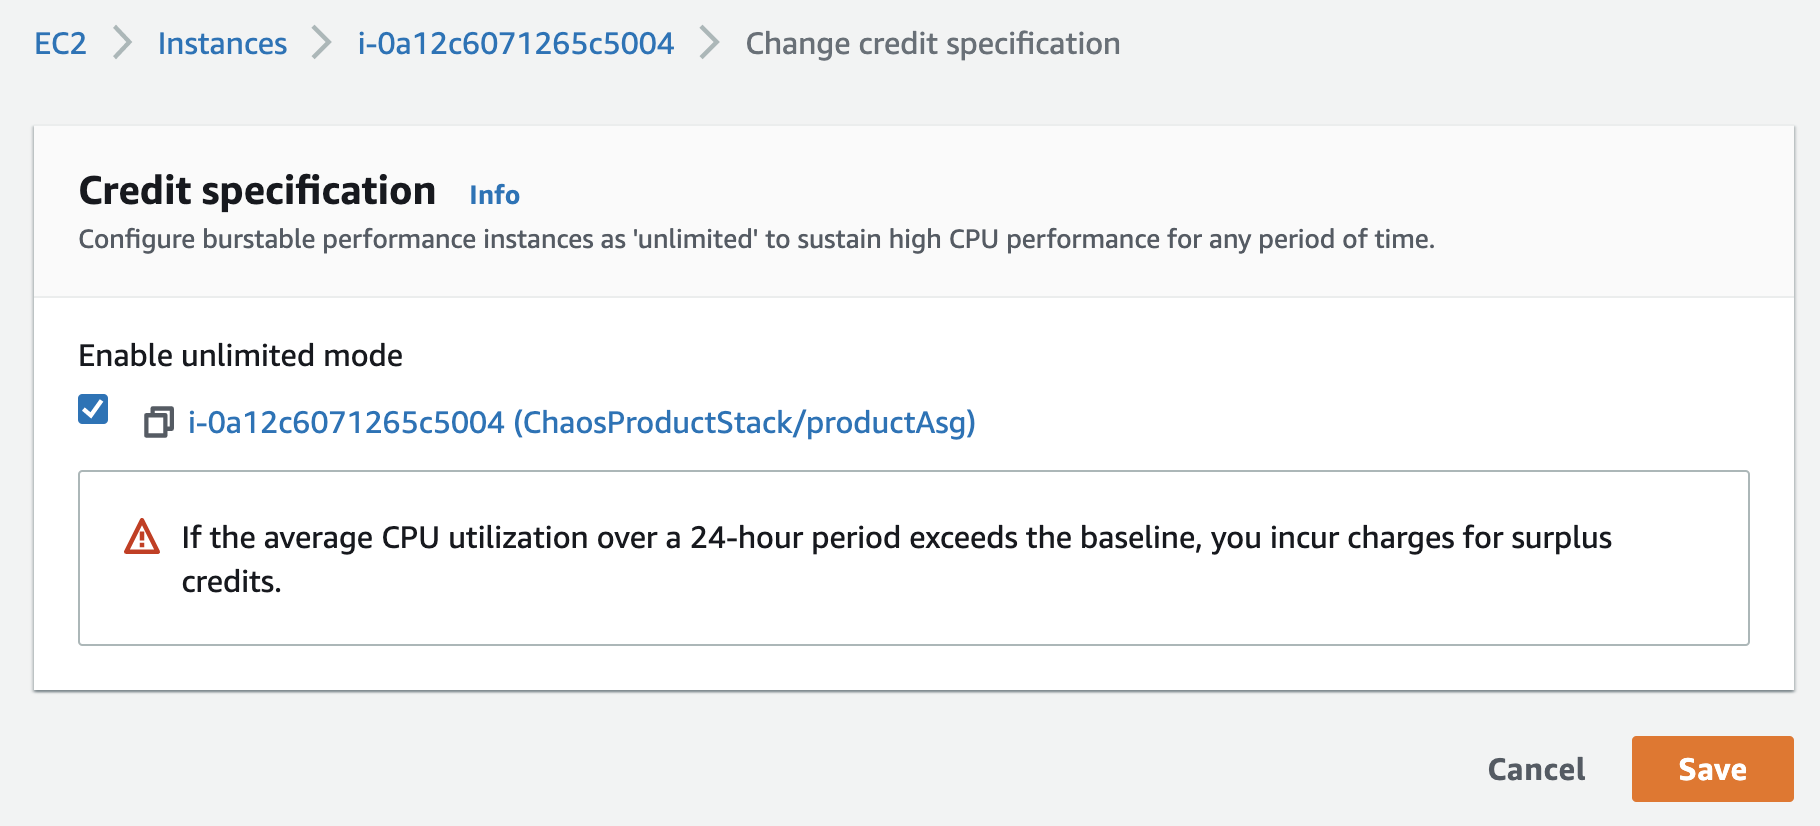 EC2 > Instances > i-0a12c6071265c5004 > Change credit specification
Credit specification Info
Configure burstable performance instances as 'unlimited' to sustain high CPU performance for any period of time.
Enable unlimited mode
i-0a12c6071265c5004 (ChaosProductStack/productAsg)
If the average CPU utilization over a 24-hour period exceeds the baseline, you incur charges for surplus
credits.
Cancel Save